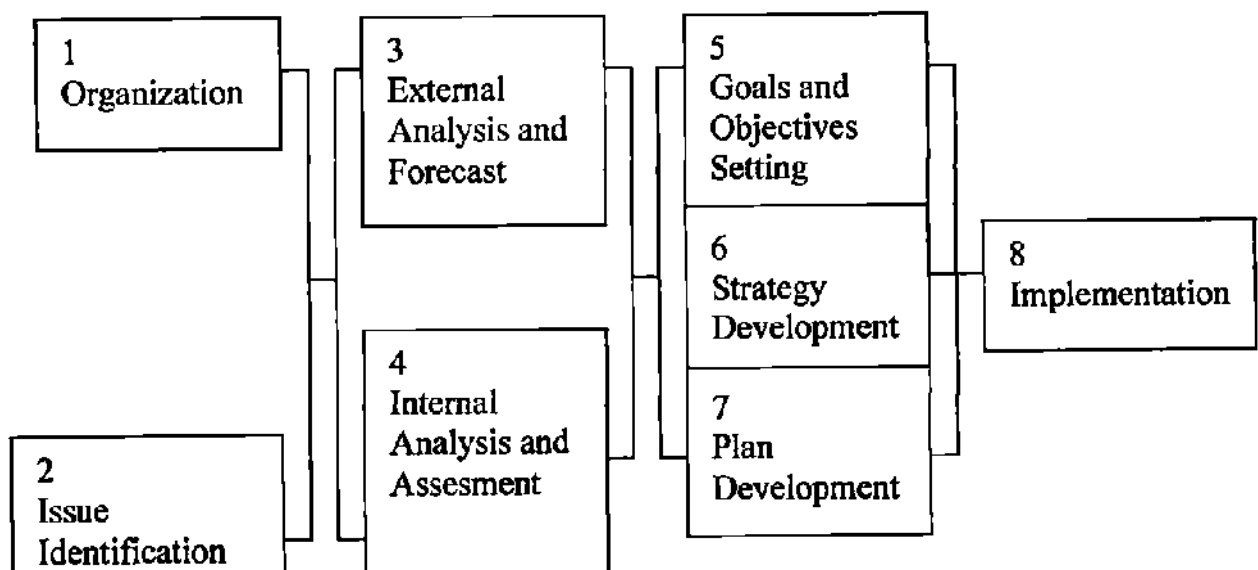 1
Organization
2
Issue
Identification
3
External
Analysis and
Forecast
4
Internal
Analysis and
Assesment
5
Goals and
Objectives
Setting
6
Strategy
Development
7
Plan
Development
8
Implementation